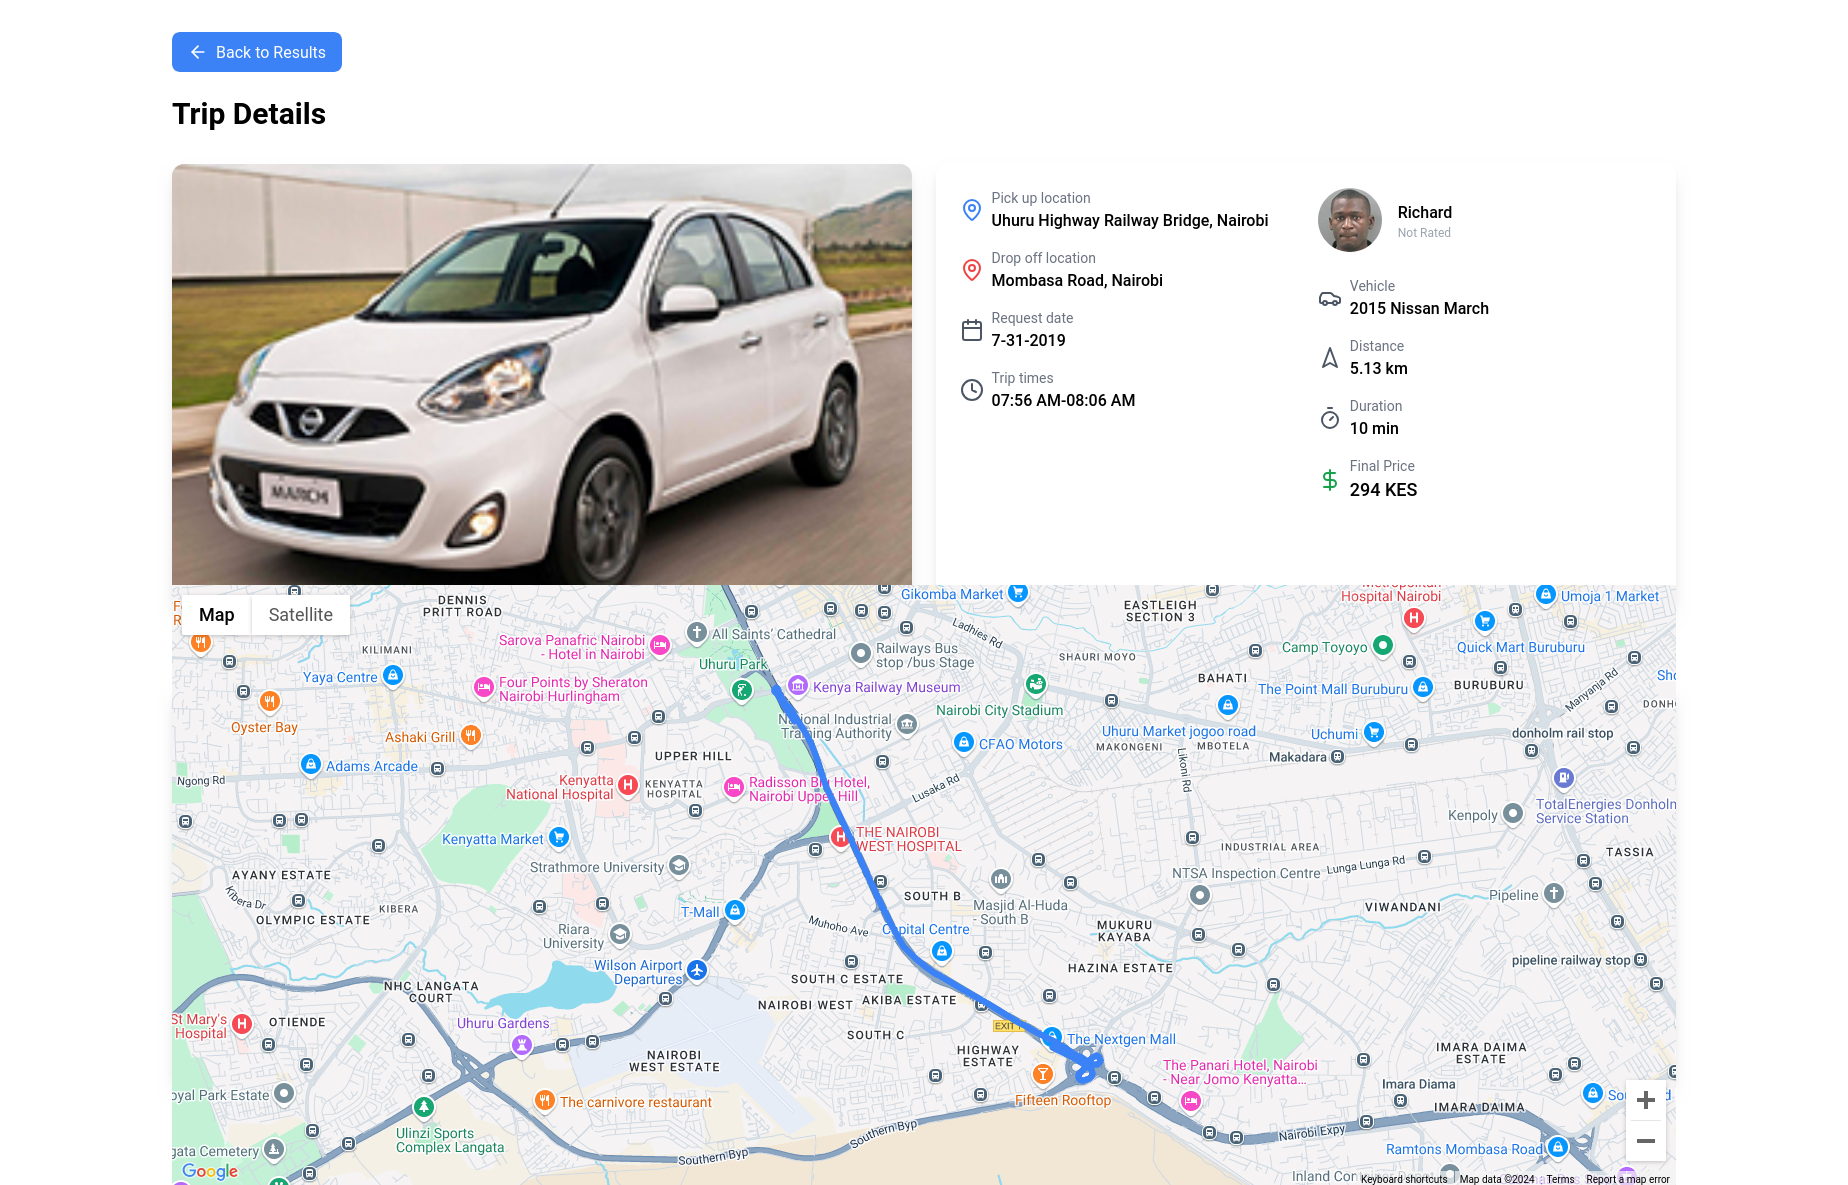 Back to Results
Trip Details
MARCH
Pick up location
Uhuru Highway Railway Bridge, Nairobi
Drop off location
Mombasa Road, Nairobi
Request date
7-31-2019
Trip times
07:56 AM-08:06 AM
Richard
Not Rated
Vehicle
2015 Nissan March
Distance
5.13 km
Duration
10 min
Final Price
294 KES
Map
Satellite
DENNIS
PRITT ROAD
Gikomba Market
EASTLEIGH
SECTION 3
Metropolitan
Hospital Nairobi
Umoja 1 Market
Sarova Panafric Nairobi
- Hotel in Nairobi
All Saints' Cathedral
Ladhies Rd
Railways Bus
stop /bus Stage
Camp Toyoyo
Quick Mart Buruburu
KILIMANI
Uhuru Park
SHAURI MOYO
Yaya Centre
Four Points by Sheraton
Nairobi Hurlingham
Kenya Railway Museum
BAHATI
The Point Mall Buruburu
BURUBURU
Manyanja Rd
Oyster Bay
National Industrial
Training Authority
Nairobi City Stadium
Uhuru Market jogoo road
Uchumi
donholm rail stop
Ashaki Grill
CFAO Motors
MAKONGENI
MBOTELA
Makadara
UPPER HILL
Adams Arcade
Likoni Rd
Ngong Rd
Kenyatta
National Hospital
KENYATTA
HOSPITAL
Radisson Blu Hotel,
Nairobi Upper Hill
Lusaka Rd
TotalEnergies Donholm
Service Station
Kenpoly
Kenyatta Market
THE NAIROBI
WEST HOSPITAL
INDUSTRIAL AREA
Lunga Lunga Rd
TASSIA
Strathmore University
NTSA Inspection Centre
AYANY ESTATE
Kibera Dr
KIBERA
OLYMPIC ESTATE
SOUTH B
Masjid Al-Huda
- South B
Pipeline
VIWANDANI
T-Mall
Muhoho Ave
Capital Centre
MUKURU
KAYABA
Riara
University
Wilson Airport
Departures
SOUTH C ESTATE
HAZINA ESTATE
pipeline railway stop
NHC LANGATA
COURT
NAIROBI WEST
AKIBA ESTATE
St Mary's
Hospital
OTIENDE
Uhuru Gardens
SOUTH C
EXIT
The Nextgen Mall
HIGHWAY
ESTATE
NAIROBI
WEST ESTATE
The Panari Hotel, Nairobi
- Near Jomo Kenyatta...
IMARA DAIMA
ESTATE
Imara Diama
IMARA DAIMA
oyal Park Estate
The carnivore restaurant
Fifteen Rooftop
Ulinzi Sports
Complex Langata
Southern Byp
Southern Byp
Nairobi Expy
Ramtons Mombasa Road
gata Cemetery
Google
Keyboard shortcuts
Map data ©2024
Terms
Report a map error